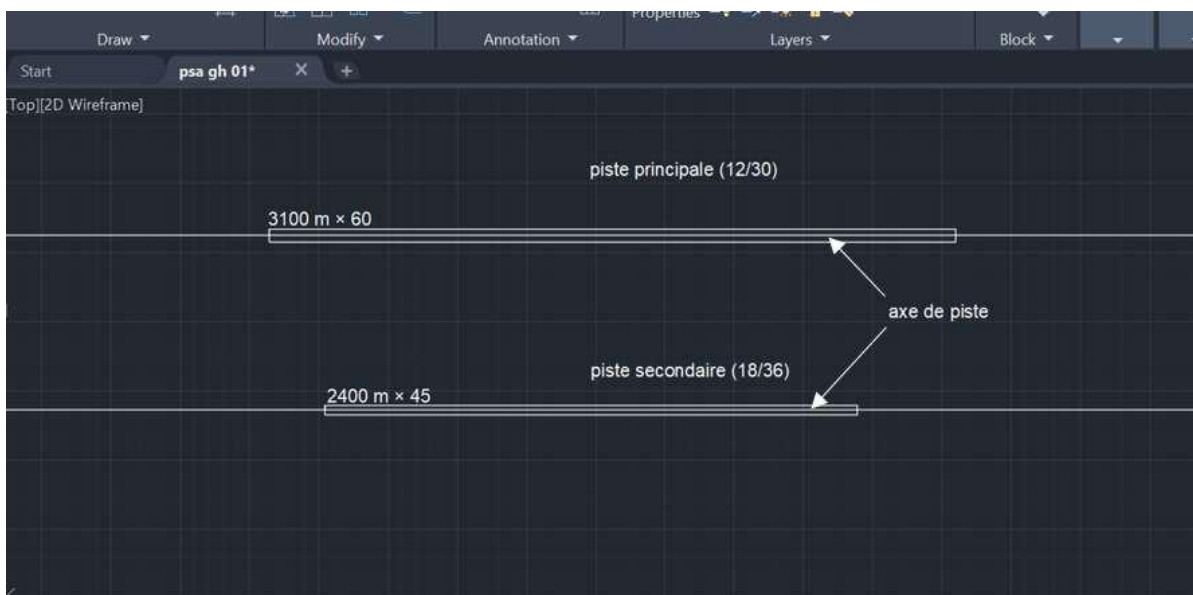 Properties
Draw
Modify
Annotation
Layers
Block
Start
psa gh 01*
[Top][2D Wireframe]
piste principale (12/30)
3100 m × 60
axe de piste
piste secondaire (18/36)
2400 m × 45